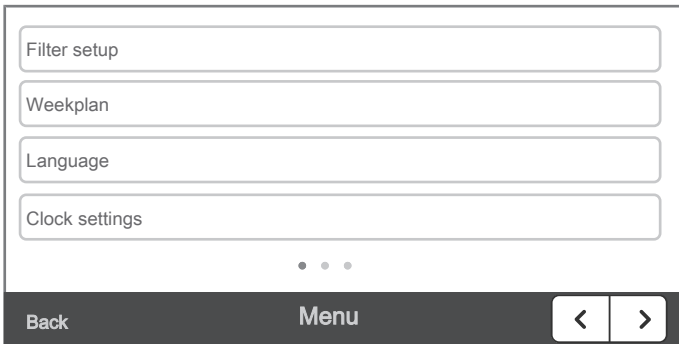 Filter setup
Weekplan
Language
Clock settings
Back Menu